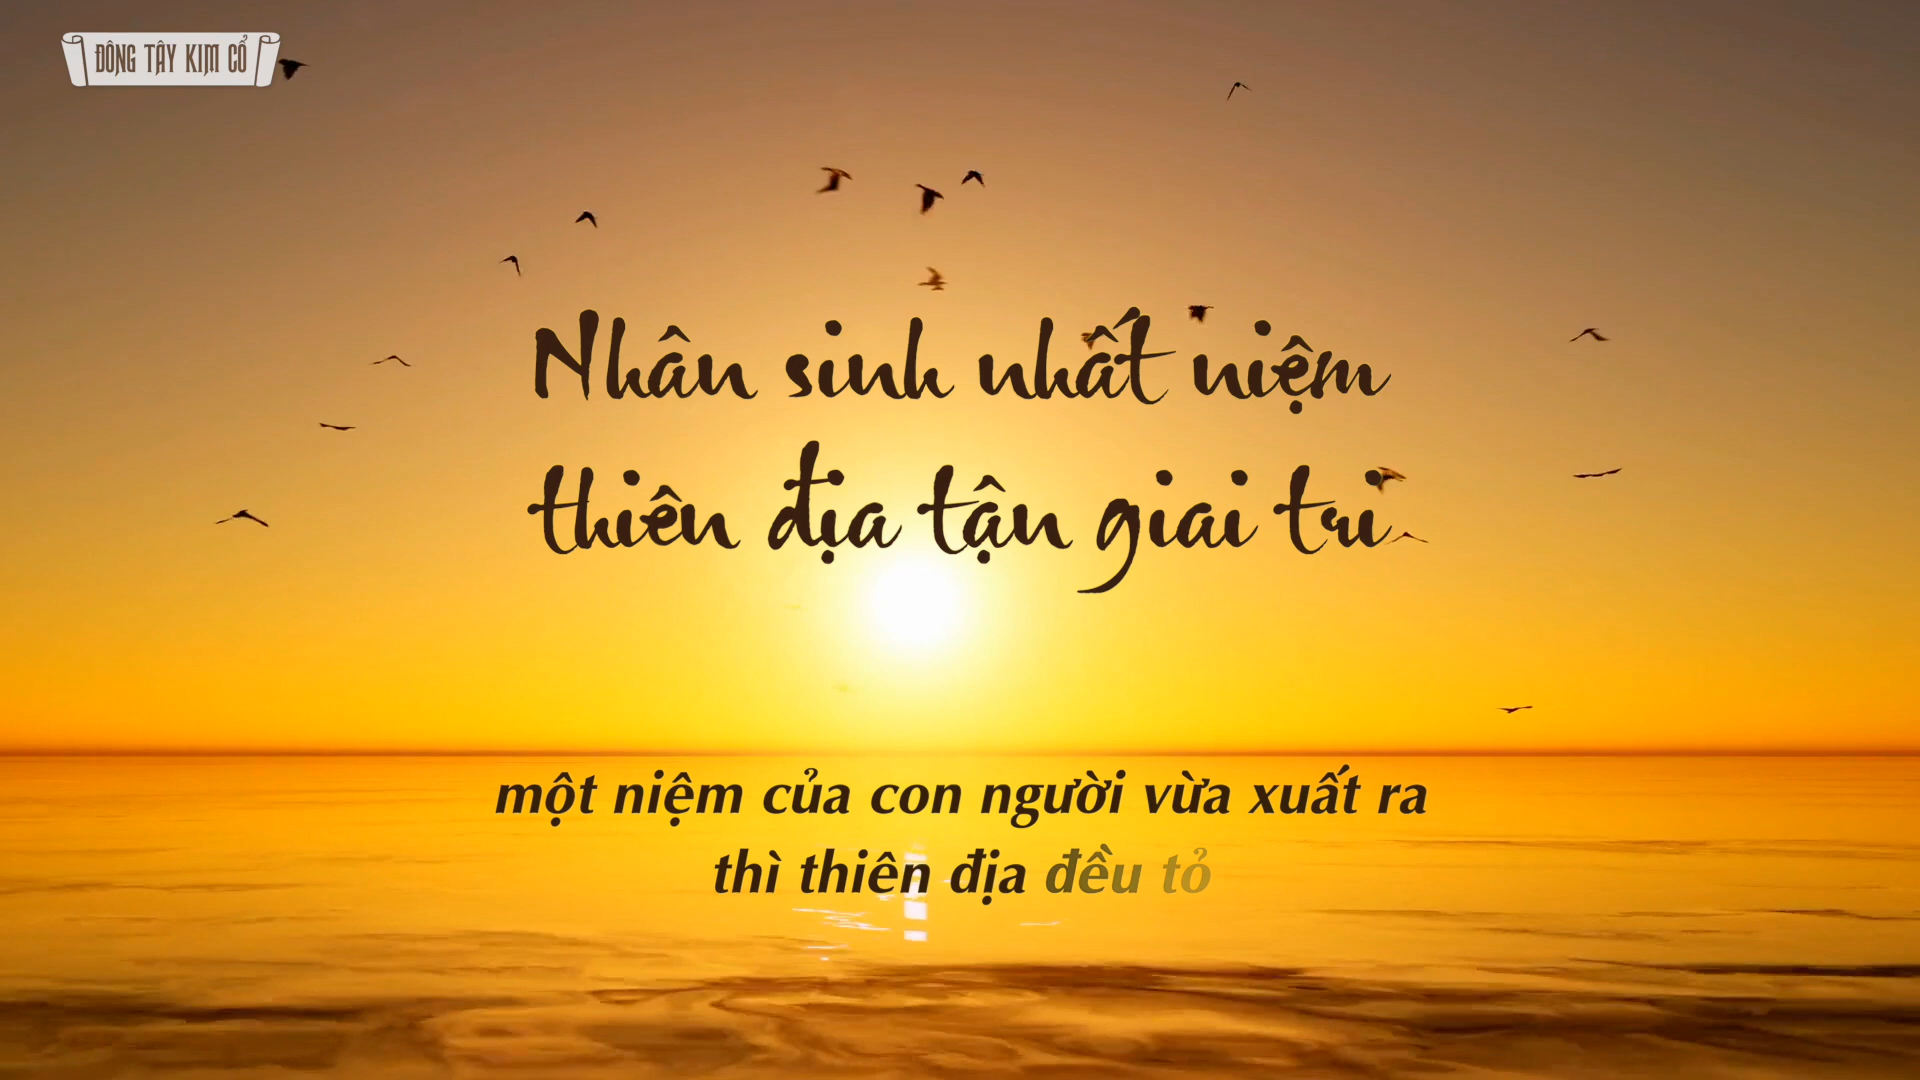 ĐÔNG TÂY KIM CỔ
Nhân sinh nhất niệm
thiên địa tận giai tri
một niệm của con người vừa xuất ra
thì thiên địa đều tỏ